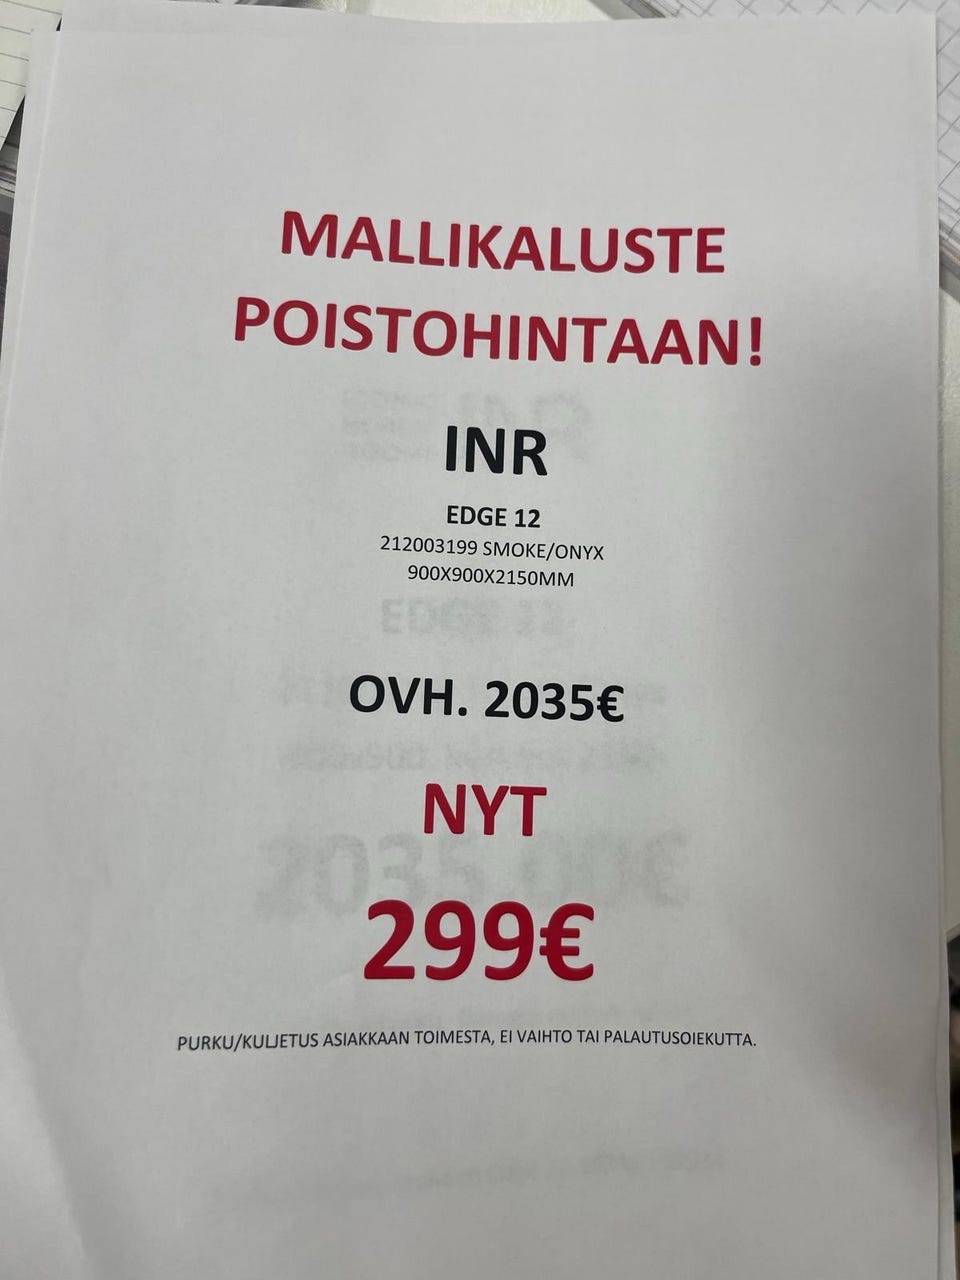 MALLIKALUSTE
POISTOHINTAAN!
INR
EDGE 12
212003199 SMOKE/ONYX
900X900X2150MM
OVH. 2035€
NYT
299€
PURKU/KULJETUS ASIAKKAAN TOIMESTA, EI VAIHTO TAI PALAUTUSOIEKUTTA.